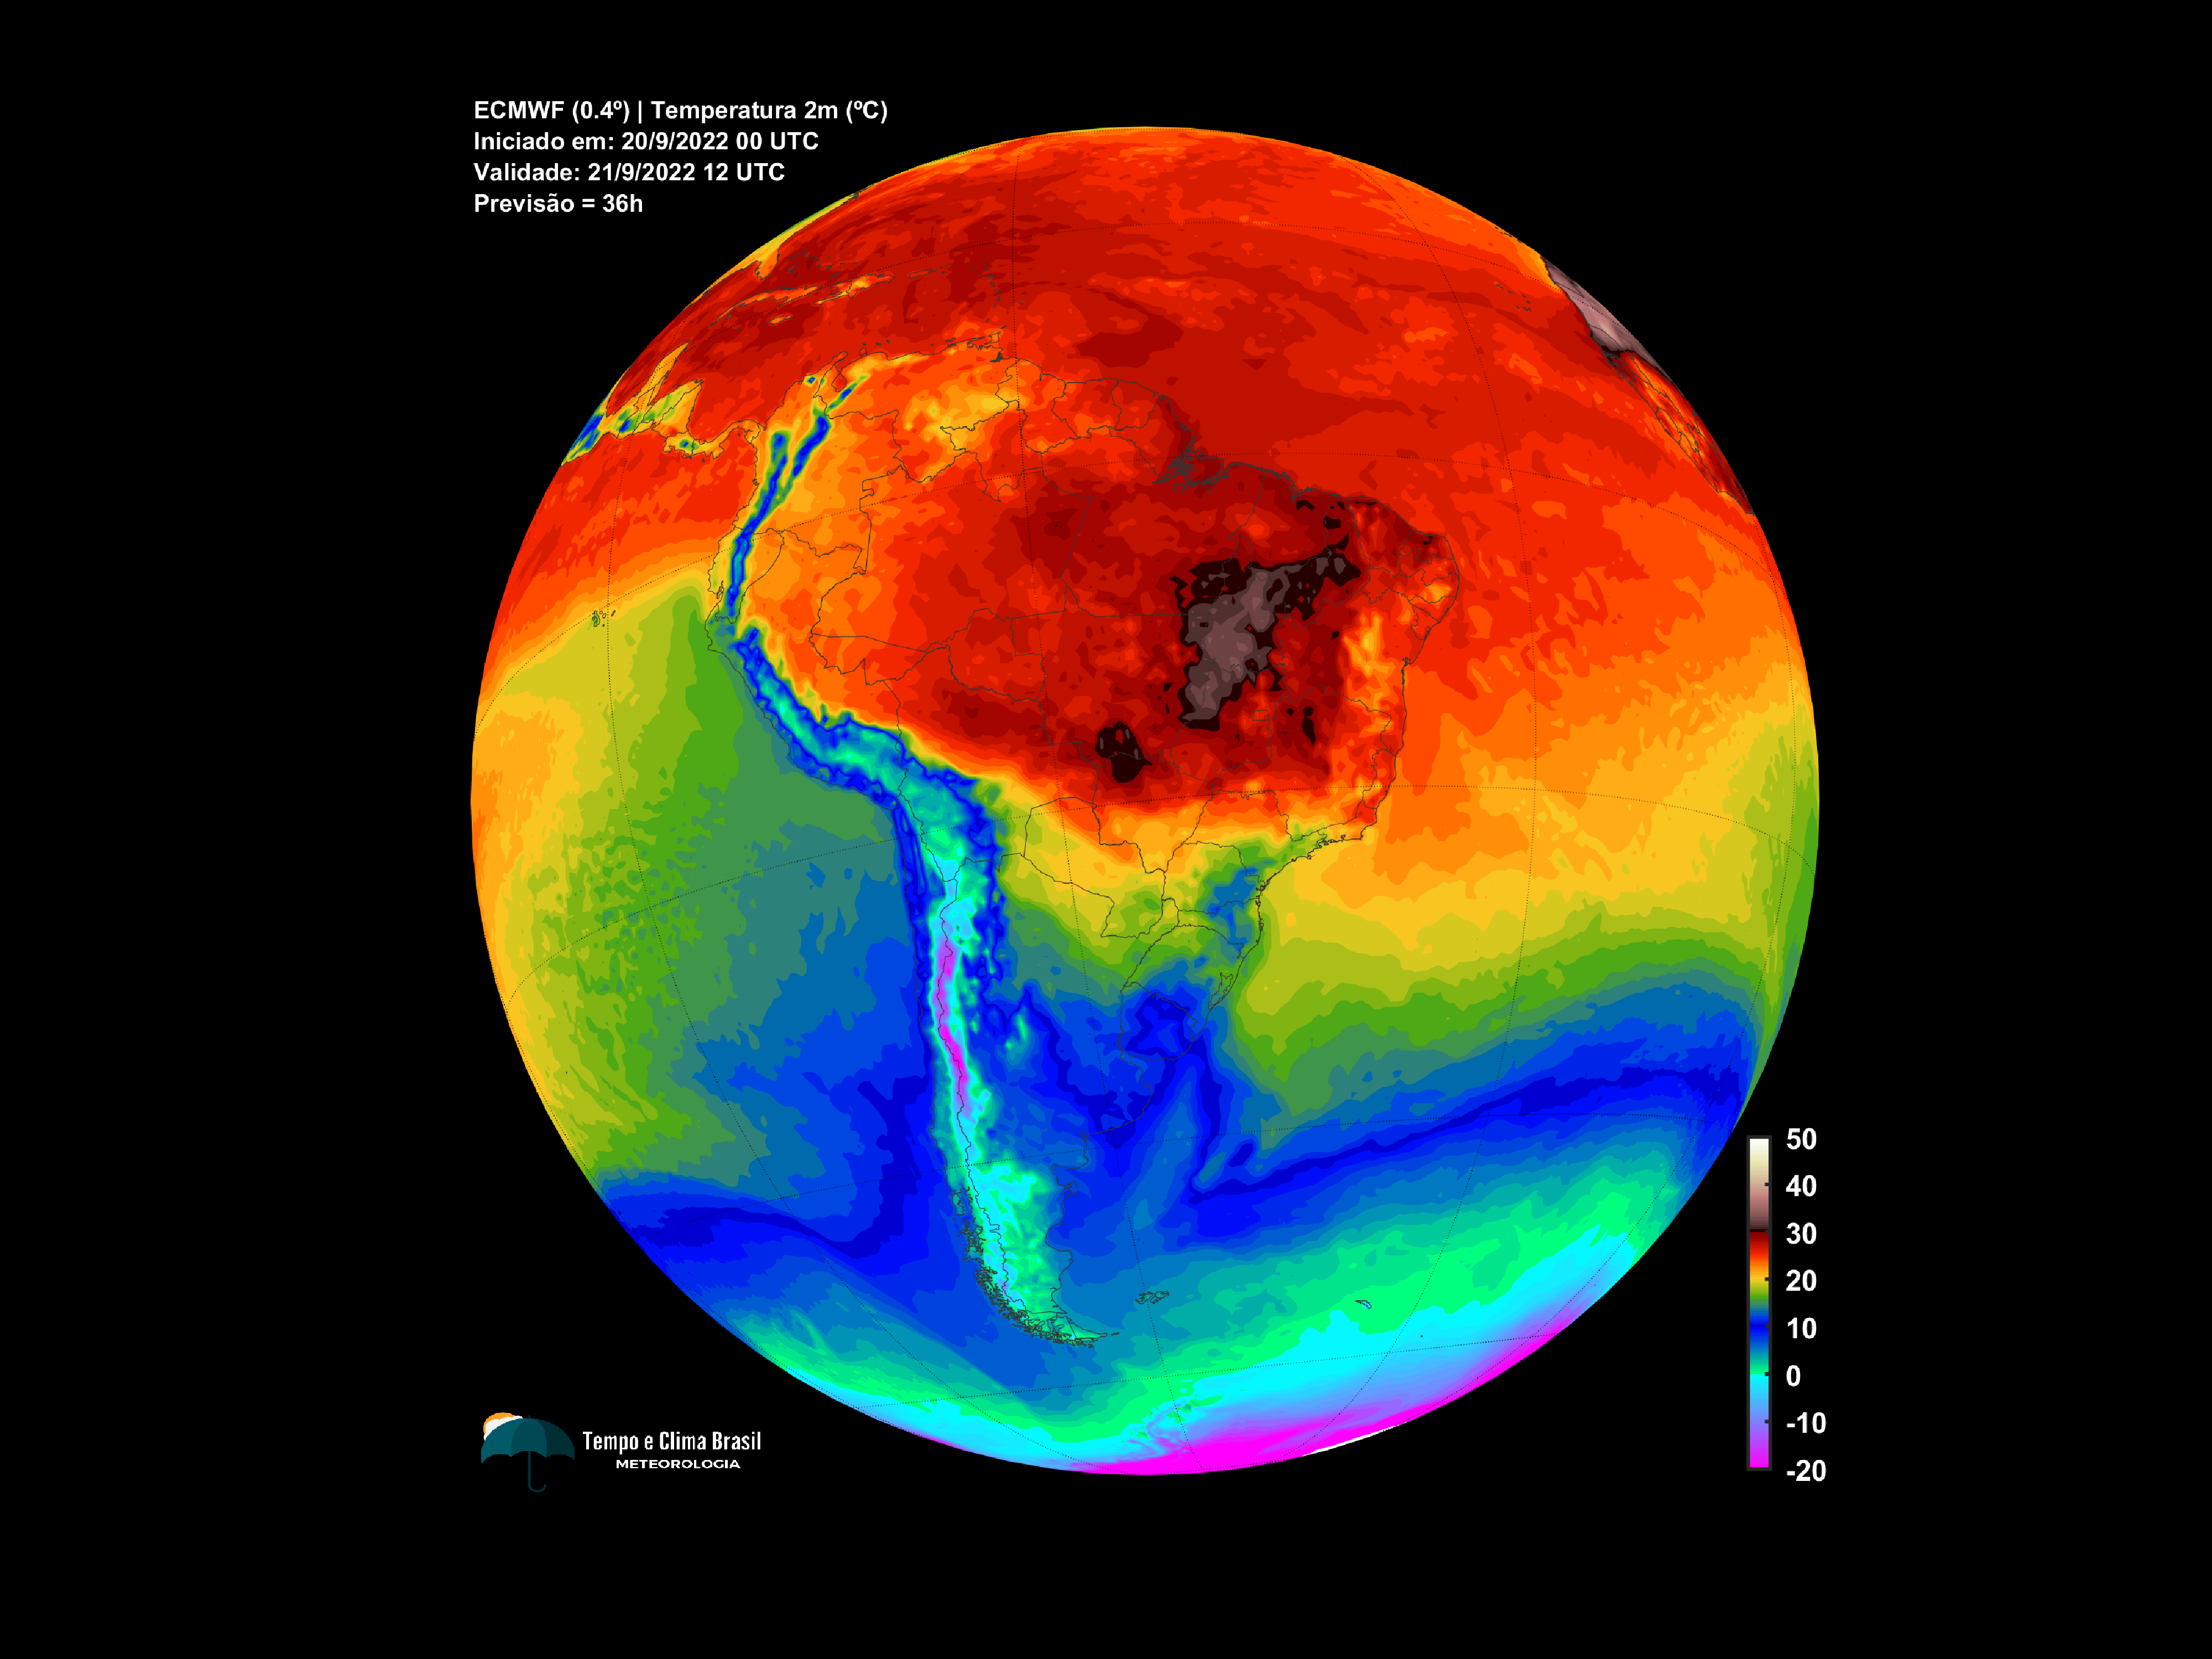 ECMWF (0.4º) | Temperatura 2m (ºC)
Iniciado em: 20/9/2022 00 UTC
Validade: 21/9/2022 12 UTC
Previsão = 36h
50
40
30
20
10
0
-10
-20
Tempo e Clima Brasil
METEOROLOGIA